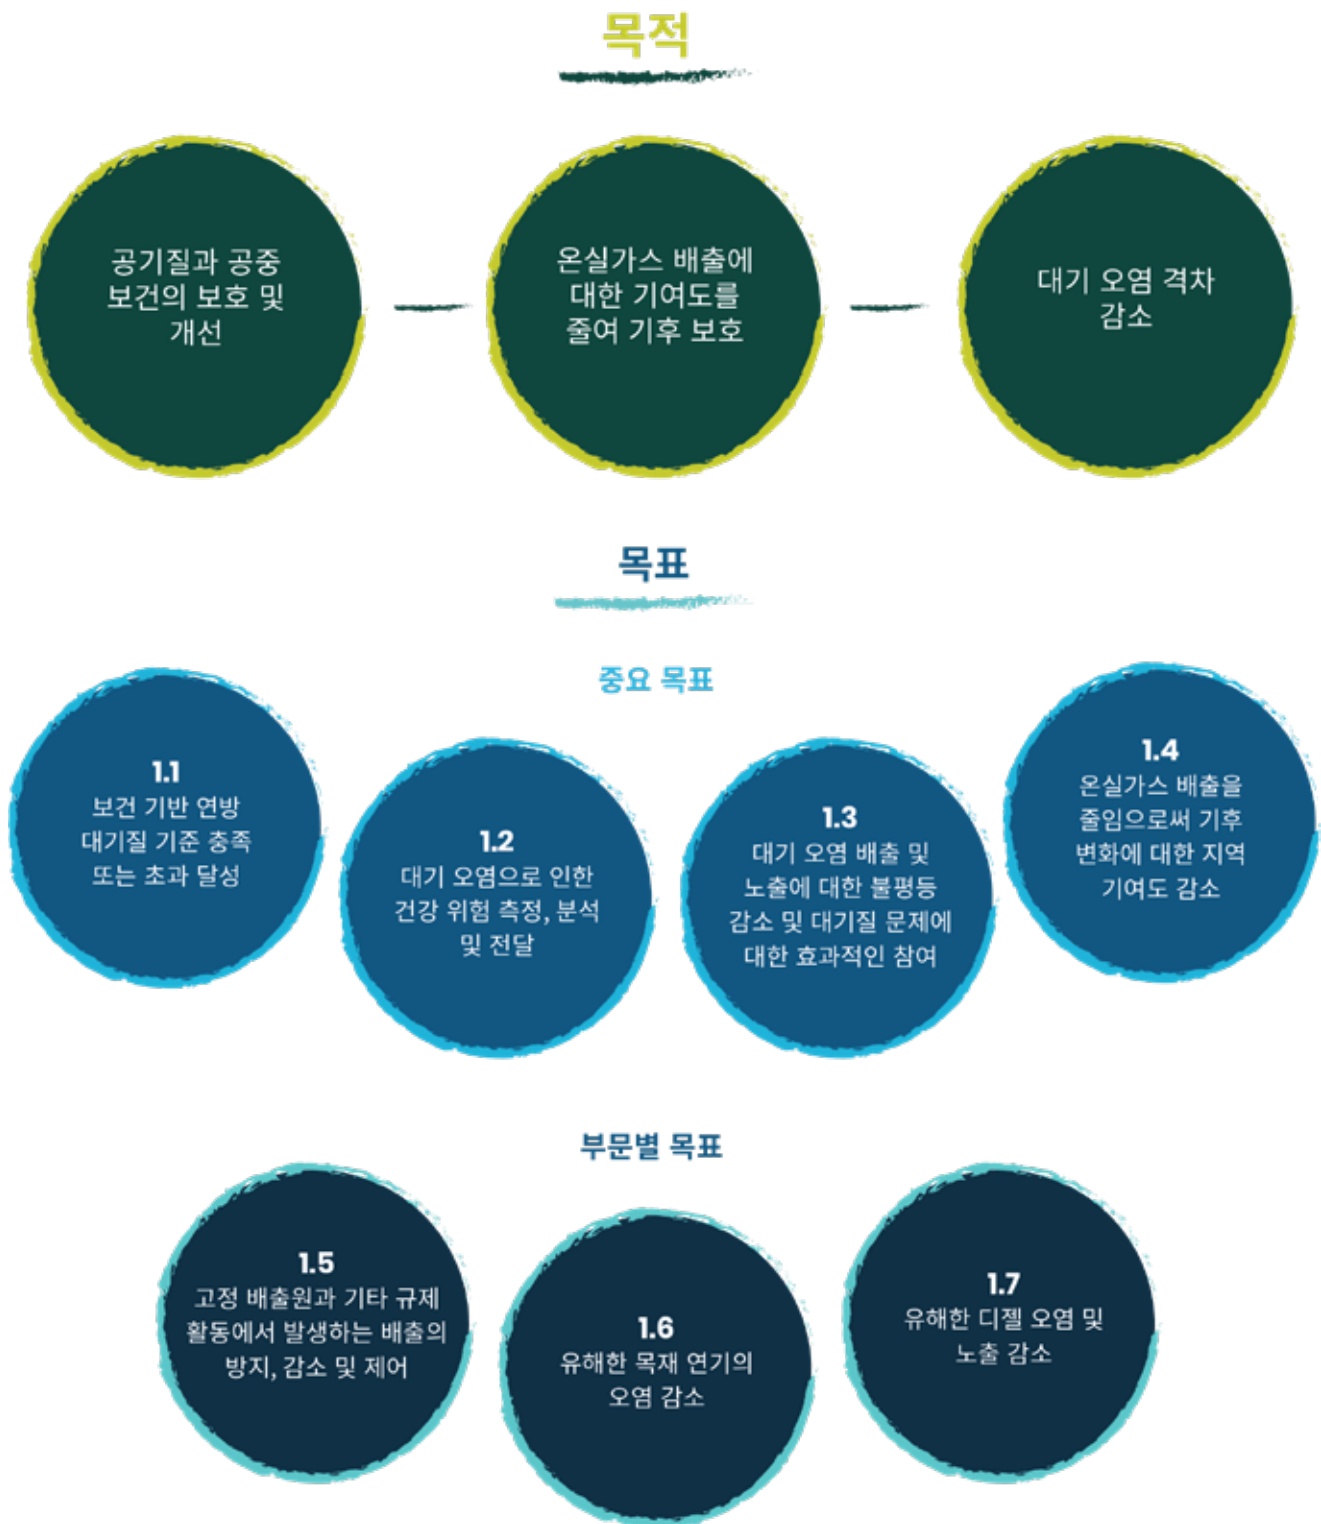 목적
공기질과 공중
보건의 보호 및
개선
온실가스 배출에
대한 기여도를
줄여 기후 보호
대기 오염 격차
감소
목표
중요 목표
1.1
보건 기반 연방
대기질 기준 충족
또는 초과 달성
1.2
대기 오염으로 인한
건강 위험 측정, 분석
및 전달
1.3
대기 오염 배출 및
노출에 대한 불평등
감소 및 대기질 문제에
대한 효과적인 참여
1.4
온실가스 배출을
줄임으로써 기후
변화에 대한 지역
기여도 감소
부문별 목표
1.5
고정 배출원과 기타 규제
활동에서 발생하는 배출의
방지, 감소 및 제어
1.6
유해한 목재 연기의
오염 감소
1.7
유해한 디젤 오염 및
노출 감소